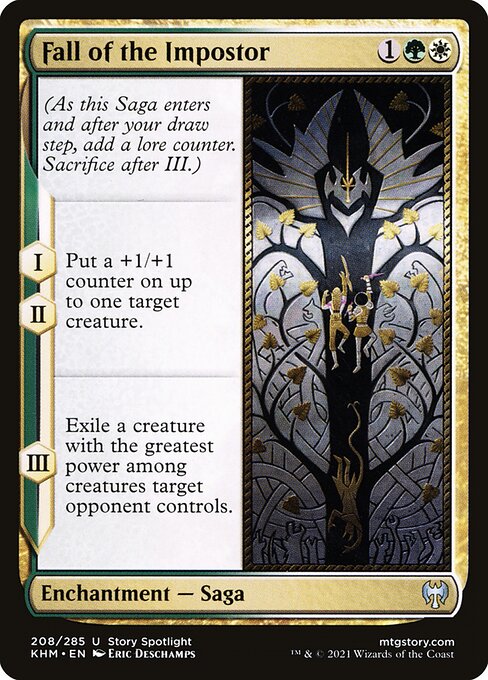 Fall of the Impostor 1
(As this Saga enters
and after your draw
step, add a lore counter.
Sacrifice after III.)
I
II
Put a +1/+1
counter on up
to one target
creature.
III
Exile a creature
with the greatest
power among
creatures target
opponent controls.
Enchantment — Saga
208/285 U Story Spotlight
KHM • EN Eric Deschamps
mtgstory.com
™ & © 2021 Wizards of the Coast